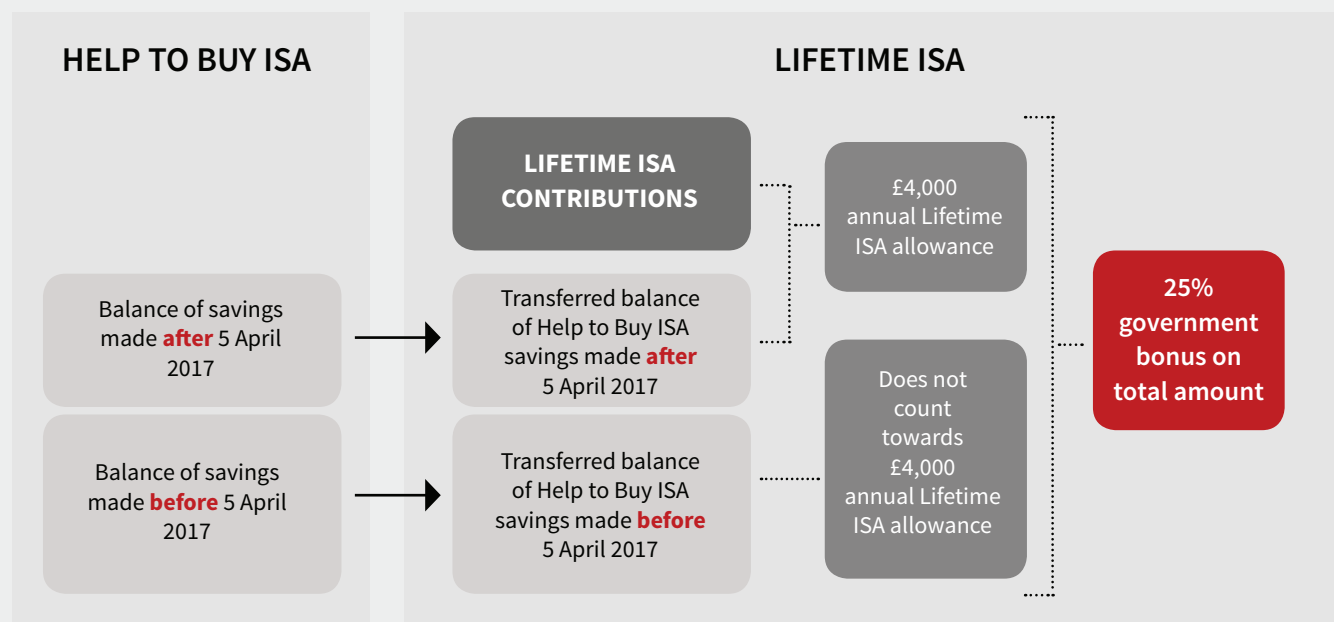 HELP TO BUY ISA
LIFETIME ISA
LIFETIME ISA
CONTRIBUTIONS
£4,000
annual Lifetime
ISA allowance
Balance of savings
made after 5 April
2017
Transferred balance
of Help to Buy ISA
savings made after
5 April 2017
25%
government
bonus on
total amount
Does not
count
towards
£4,000
annual Lifetime
ISA allowance
Balance of savings
made before 5 April
2017
Transferred balance
of Help to Buy ISA
savings made before
5 April 2017